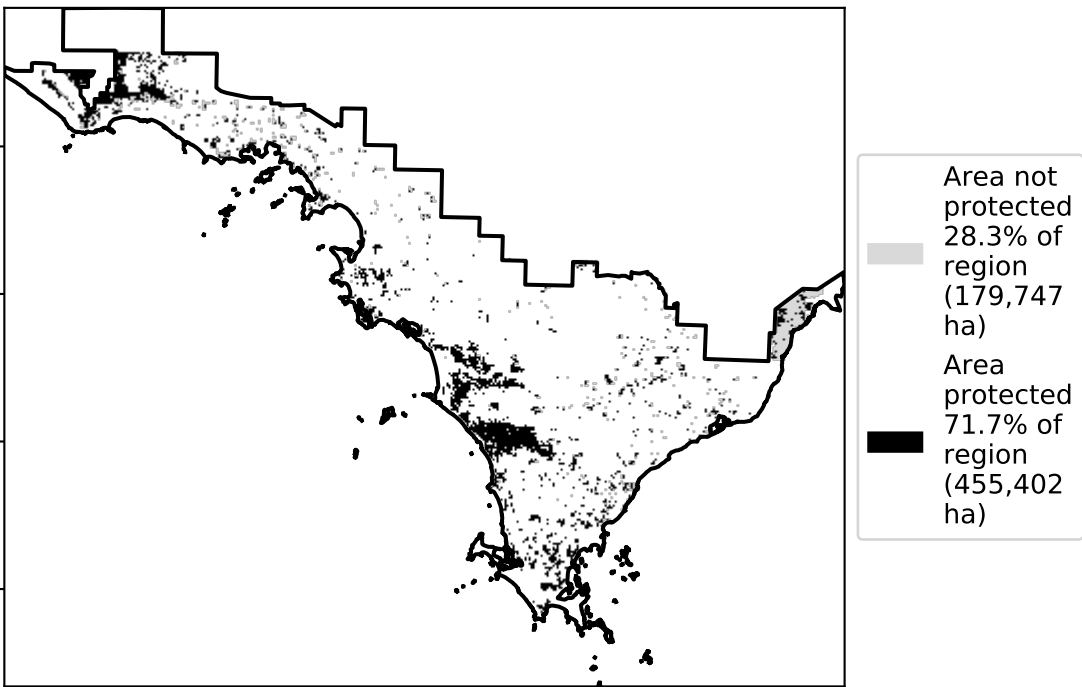 Area not
protected
28.3% of
region
(179,747
ha)
Area
protected
71.7% of
region
(455,402
ha)